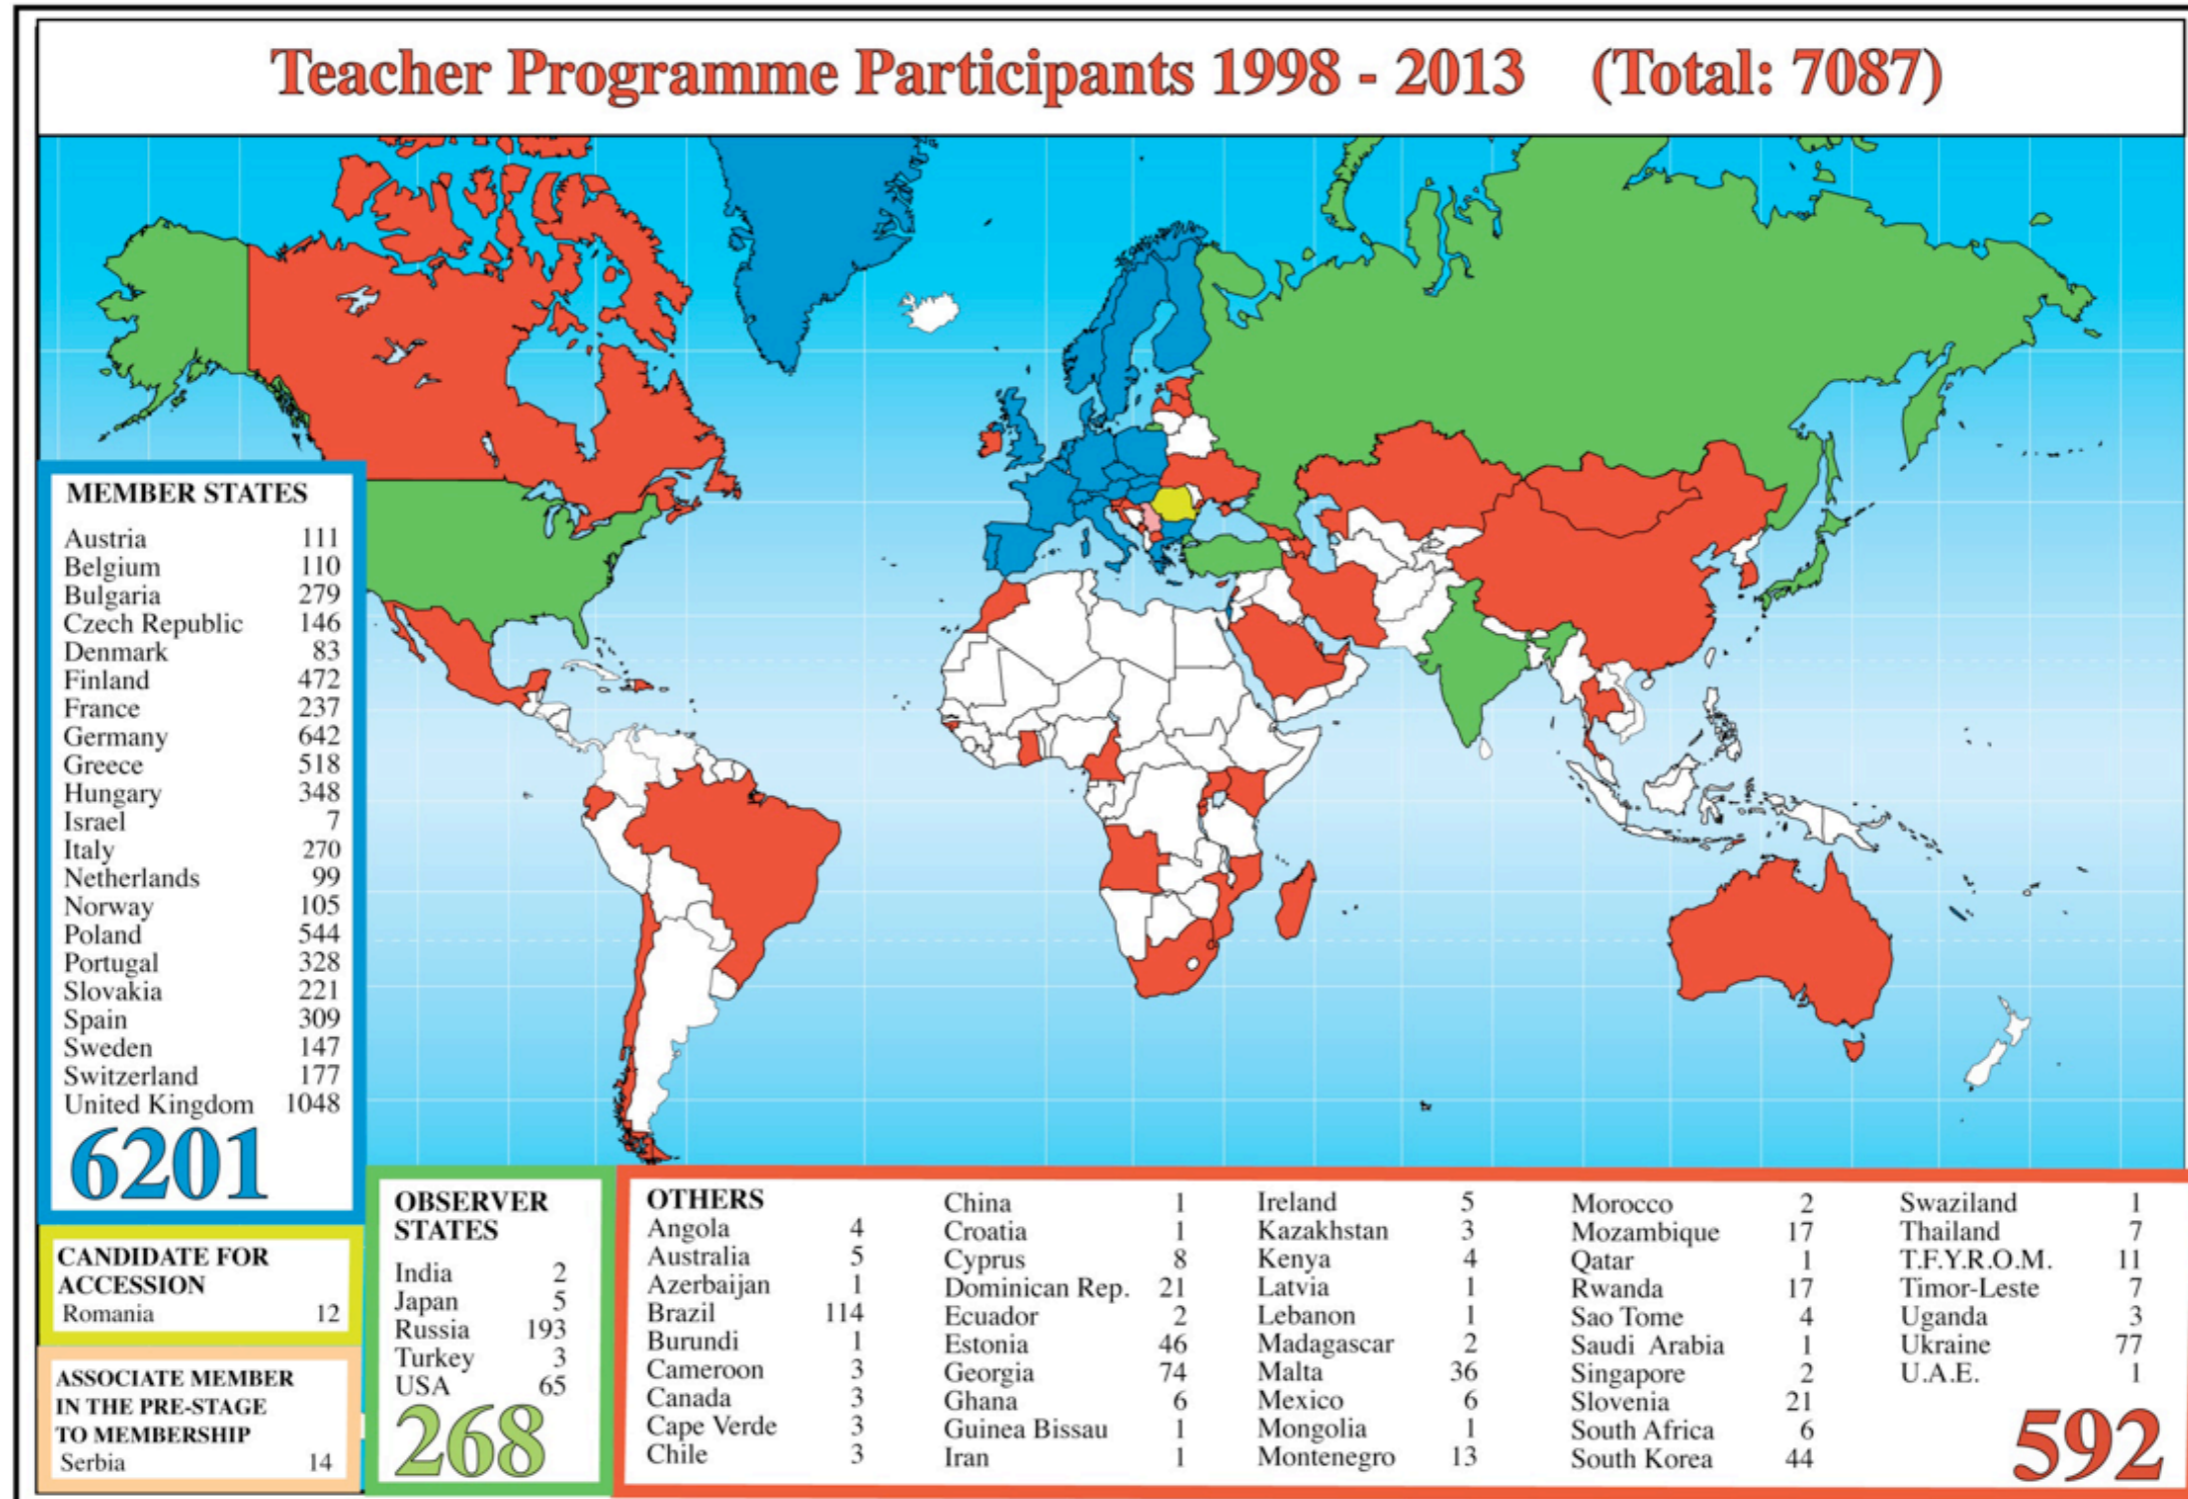 Teacher Programme Participants 1998 - 2013 (Total: 7087)
MEMBER STATES
Austria 111
Belgium 110
Bulgaria 279
Czech Republic 146
Denmark 83
Finland 472
France 237
Germany 642
Greece 518
Hungary 348
Israel 7
Italy 270
Netherlands 99
Norway 105
Poland 544
Portugal 328
Slovakia 221
Spain 309
Sweden 147
Switzerland 177
United Kingdom 1048
6201
CANDIDATE FOR
ACCESSION
Romania 12
ASSOCIATE MEMBER
IN THE PRE-STAGE
TO MEMBERSHIP
Serbia 14
OBSERVER
STATES
India 2
Japan 5
Russia 193
Turkey 3
USA 65
268
OTHERS
Angola 4
Australia 5
Azerbaijan 1
Brazil 114
Burundi 1
Cameroon 3
Canada 3
Cape Verde 3
Chile 3
China 1
Croatia 1
Cyprus 8
Dominican Rep. 21
Ecuador 2
Estonia 46
Georgia 74
Ghana 6
Guinea Bissau 1
Iran 1
Ireland 5
Kazakhstan 3
Kenya 4
Latvia 1
Lebanon 1
Madagascar 2
Malta 36
Mexico 6
Mongolia 1
Montenegro 13
Morocco 2
Mozambique 17
Qatar 1
Rwanda 17
Sao Tome 4
Saudi Arabia 1
Singapore 2
Slovenia 21
South Africa 6
South Korea 44
Swaziland 1
Thailand 7
T.F.Y.R.O.M. 11
Timor-Leste 7
Uganda 3
Ukraine 77
U.A.E. 1
592